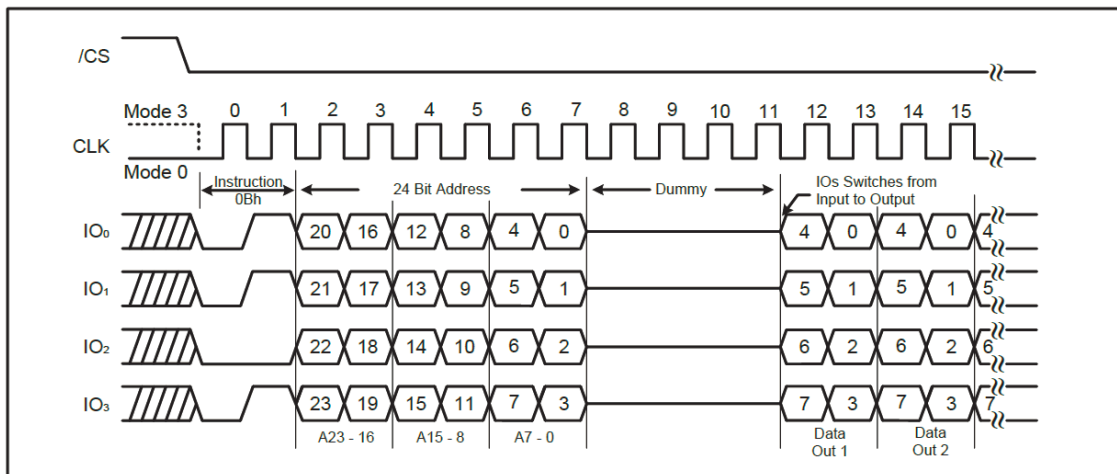 /CS
Mode 3 0 1 2 3 4 5 6 7 8 9 10 11 12 13 14 15
CLK
Mode 0
Instruction
0Bh
24 Bit Address
Dummy
IOs Switches from
Input to Output
IO₀ 20 16 12 8 4 0 4 0 4 0 4
IO₁ 21 17 13 9 5 1 5 1 5 1 5
IO₂ 22 18 14 10 6 2 6 2 6 2 6
IO₃ 23 19 15 11 7 3 7 3 7 3 7
A23 - 16 A15 - 8 A7 - 0
Data
Out 1
Data
Out 2